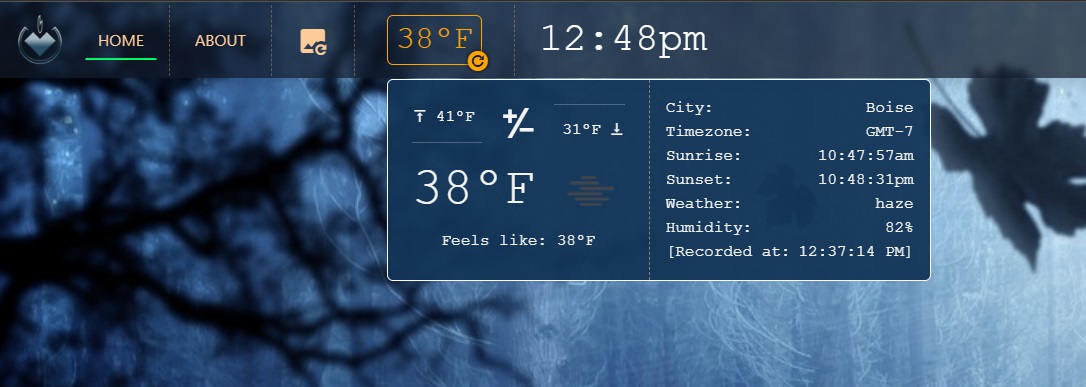 HOME
ABOUT
38°F
12:48pm
41°F
31°F
38°F
Feels like: 38°F
City: Boise
Timezone: GMT-7
Sunrise: 10:47:57am
Sunset: 10:48:31pm
Weather: haze
Humidity: 82%
[Recorded at: 12:37:14 PM]